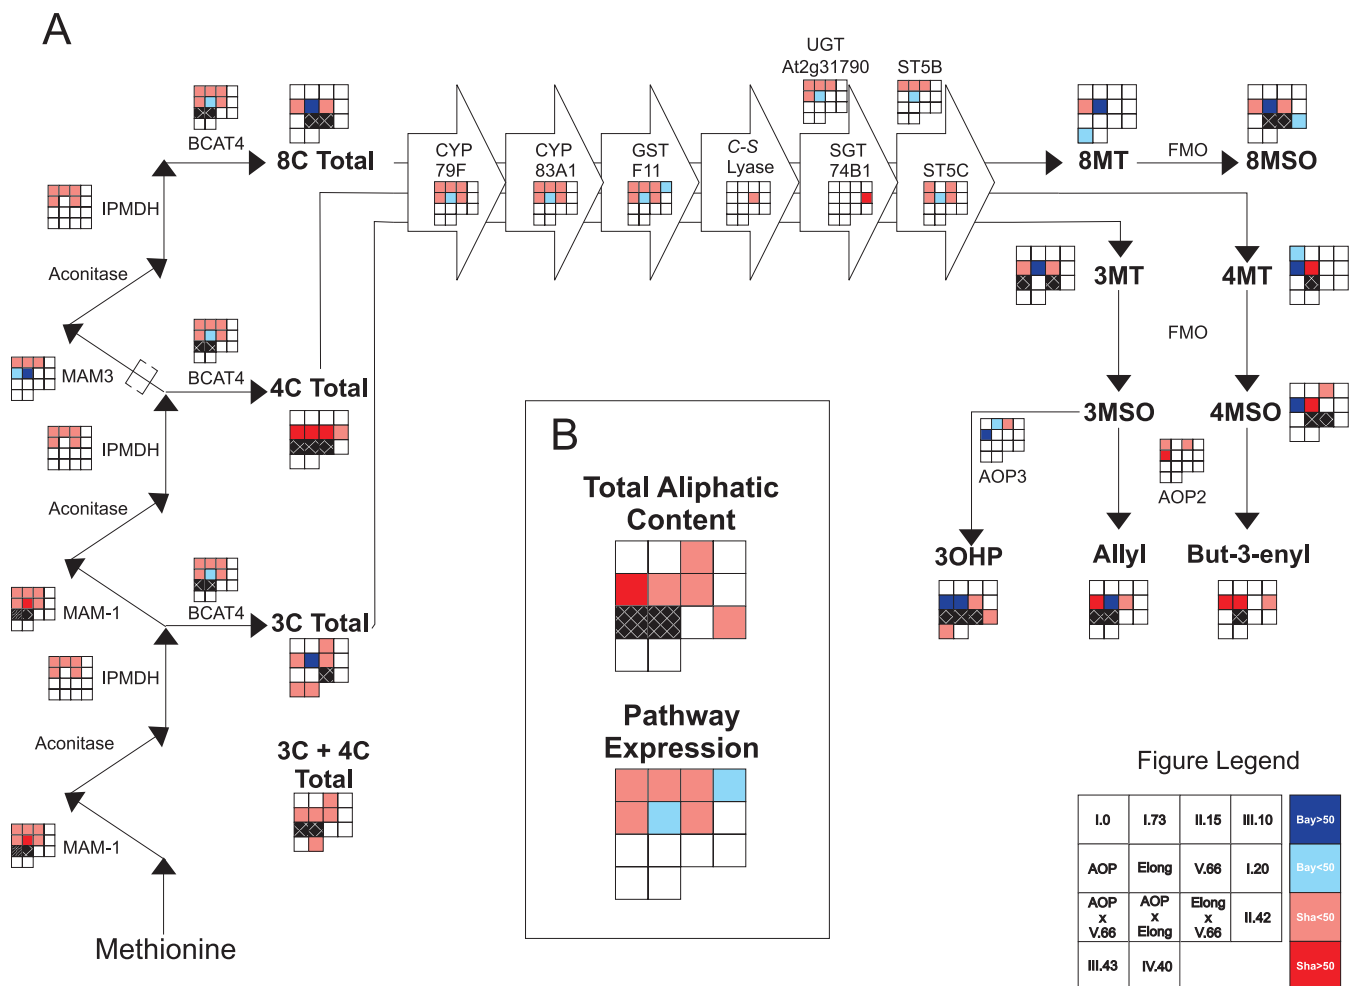 A
UGT
At2g31790
ST5B
BCAT4
8C Total
CYP
79F
CYP
83A1
GST
F11
C-S
Lyase
SGT
74B1
ST5C
8MT
FMO
8MSO
IPMDH
Aconitase
3MT
4MT
FMO
MAM3
BCAT4
4C Total
3MSO
4MSO
IPMDH
AOP3
AOP2
Aconitase
3OHP
Allyl
But-3-enyl
MAM-1
BCAT4
3C Total
IPMDH
Aconitase
3C + 4C
Total
MAM-1
Methionine
B
Total Aliphatic
Content
Pathway
Expression
Figure Legend
I.0 I.73 II.15 III.10 Bay>50
AOP Elong V.66 I.20 Bay<50
AOP AOP Elong
x x x II.42 Sha<50
V.66 Elong V.66
III.43 IV.40 Sha>50